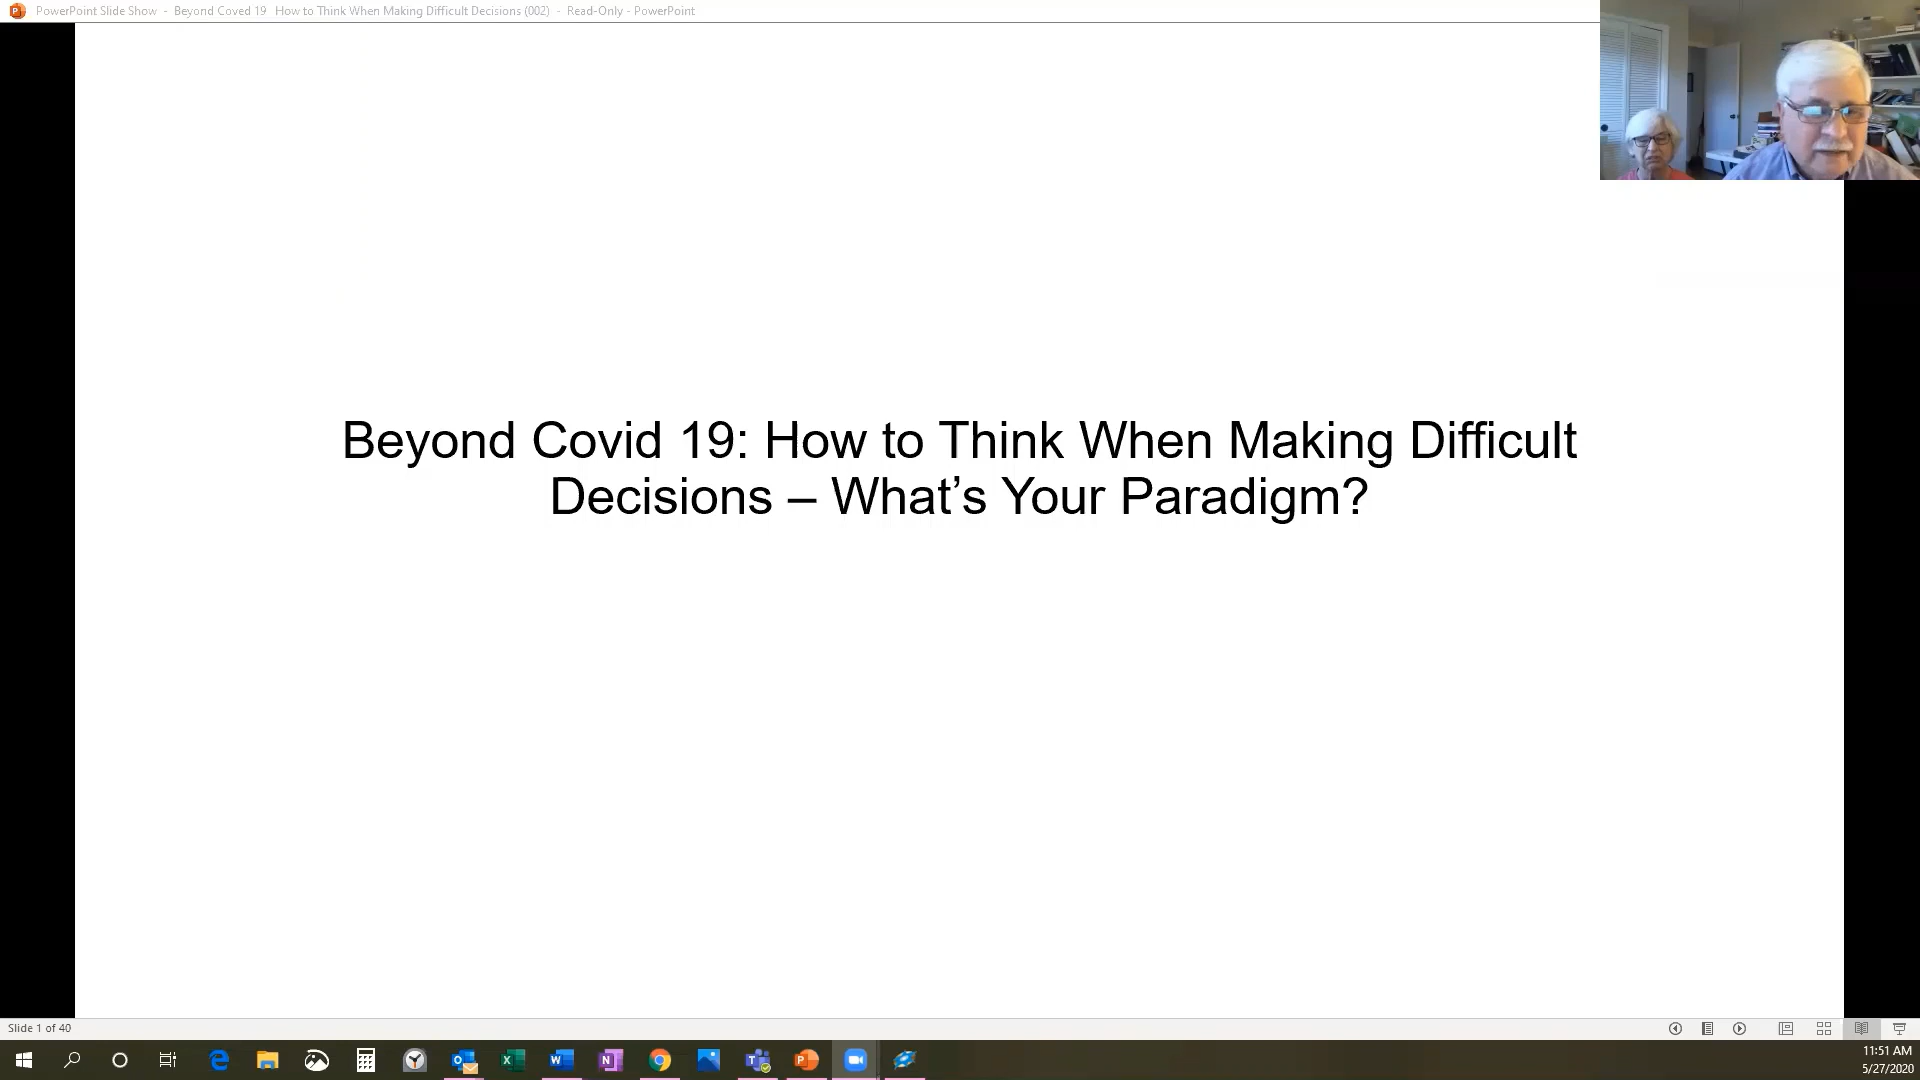 PowerPoint Slide Show - Beyond Coved 19 How to Think When Making Difficult Decisions (002) - Read-Only - PowerPoint
Beyond Covid 19: How to Think When Making Difficult
Decisions – What's Your Paradigm?
Slide 1 of 40
11:51 AM
5/27/2020